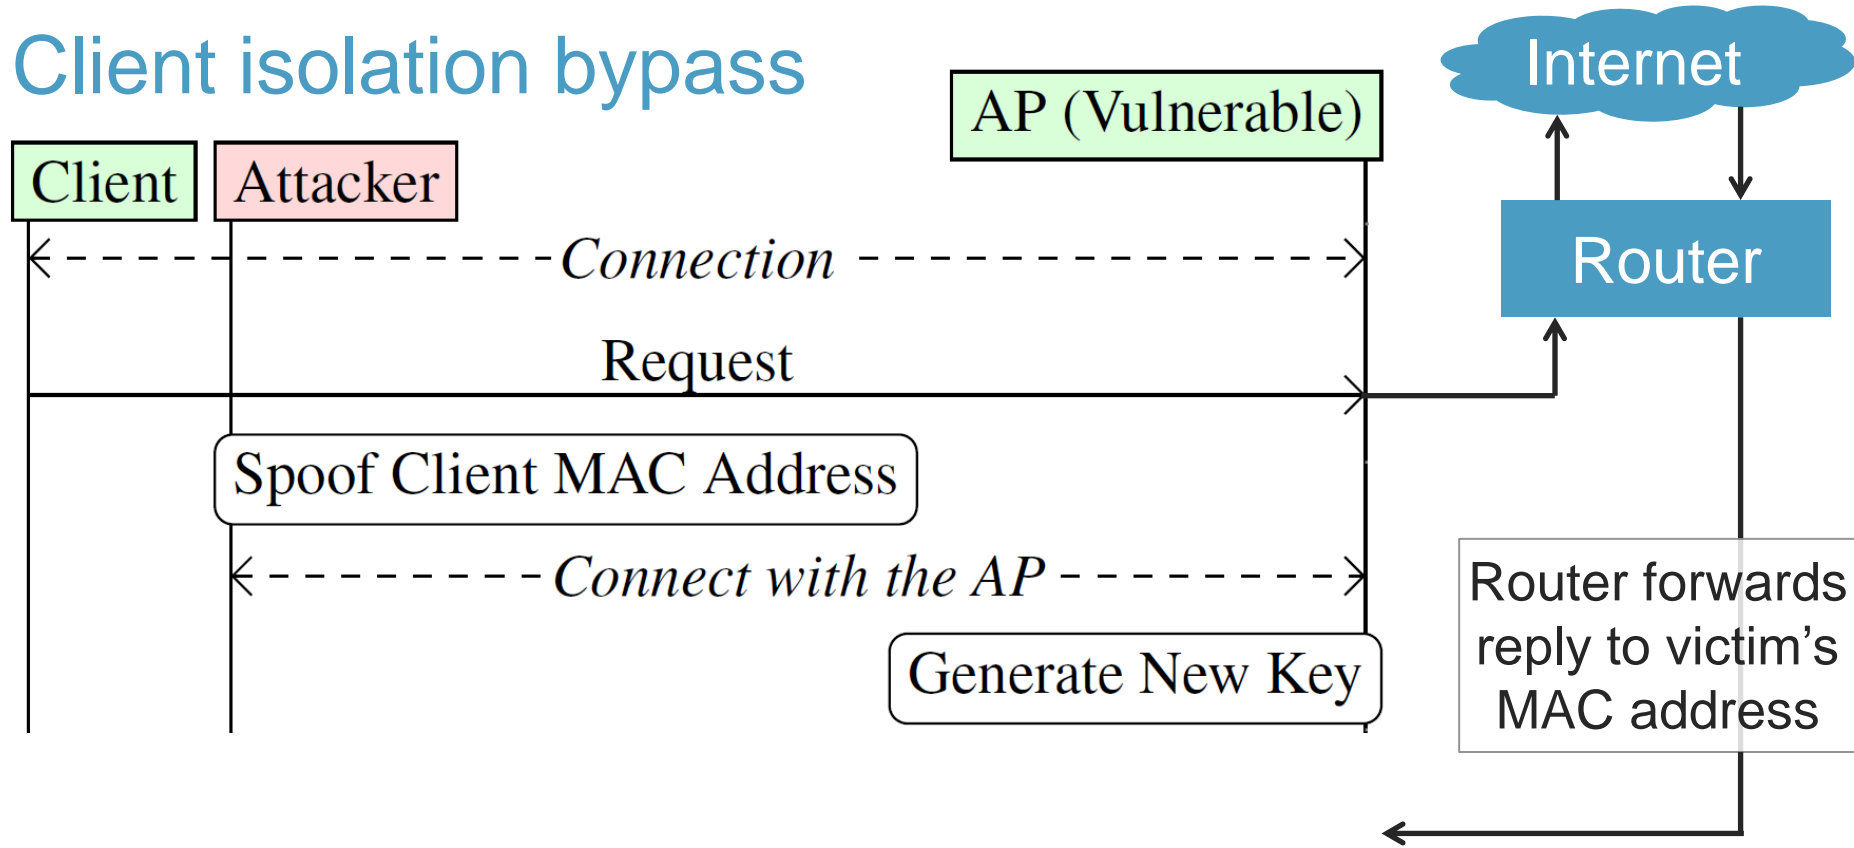 Client isolation bypass
Internet
AP (Vulnerable)
Client
Attacker
Router
Connection
Request
Spoof Client MAC Address
Connect with the AP
Generate New Key
Router forwards
reply to victim's
MAC address